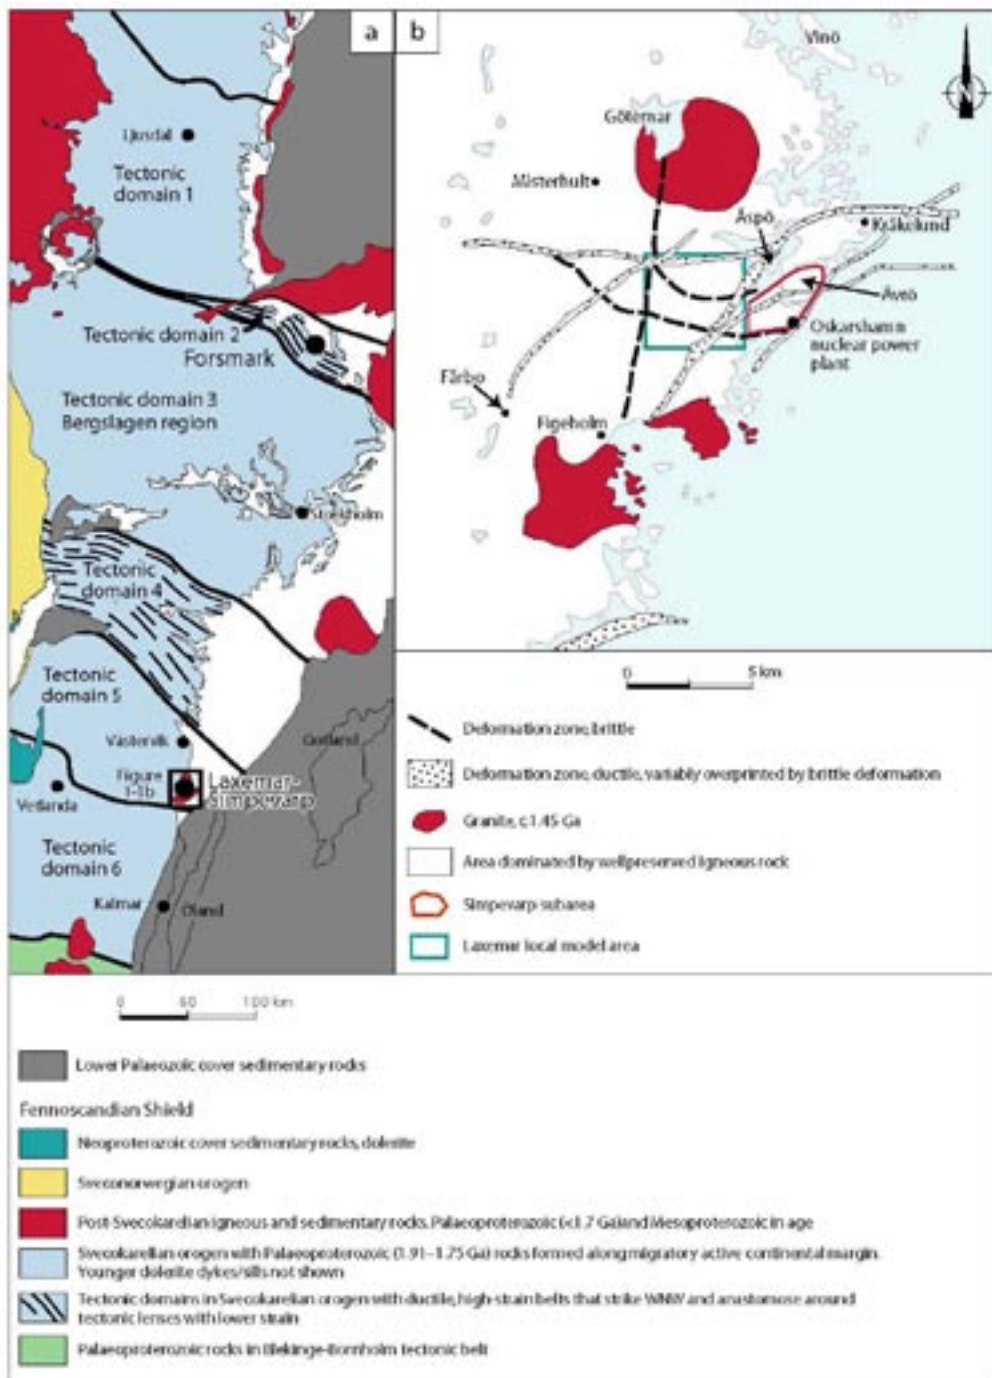 a
Ljusdal
Tectonic
domain 1
Tectonic domain 2
Forsmark
Tectonic domain 3
Bergslagen region
Stockholm
Tectonic
domain 4
Tectonic
domain 5
Västervik
Gotland
Figure
1-1b
Laxemar-
Simpevarp
Vetlanda
Tectonic
domain 6
Kalmar
Öland
b
Vinö
N
Götemar
Misterhult
Äspö
Kråkelund
Ävrö
Oskarshamn
nuclear power
plant
Fårbo
Figeholm
0 5 km
Deformation zone, brittle
Deformation zone, ductile, variably overprinted by brittle deformation
Granite, c.1.45 Ga
Area dominated by well preserved igneous rock
Simpevarp subarea
Laxemar local model area
0 50 100 km
Lower Palaeozoic cover sedimentary rocks
Fennoscandian Shield
Neoproterozoic cover sedimentary rocks, dolerite
Sveconorwegian orogen
Post-Svecokarelian igneous and sedimentary rocks. Palaeoproterozoic (<1.7 Ga) and Mesoproterozoic in age
Svecokarelian orogen with Palaeoproterozoic (1.91–1.75 Ga) rocks formed along migratory active continental margin.
Younger dolerite dykes/sills not shown
Tectonic domains in Svecokarelian orogen with ductile, high-strain belts that strike WNW and anastomose around
tectonic lenses with lower strain
Palaeoproterozoic rocks in Blekinge-Bornholm tectonic belt